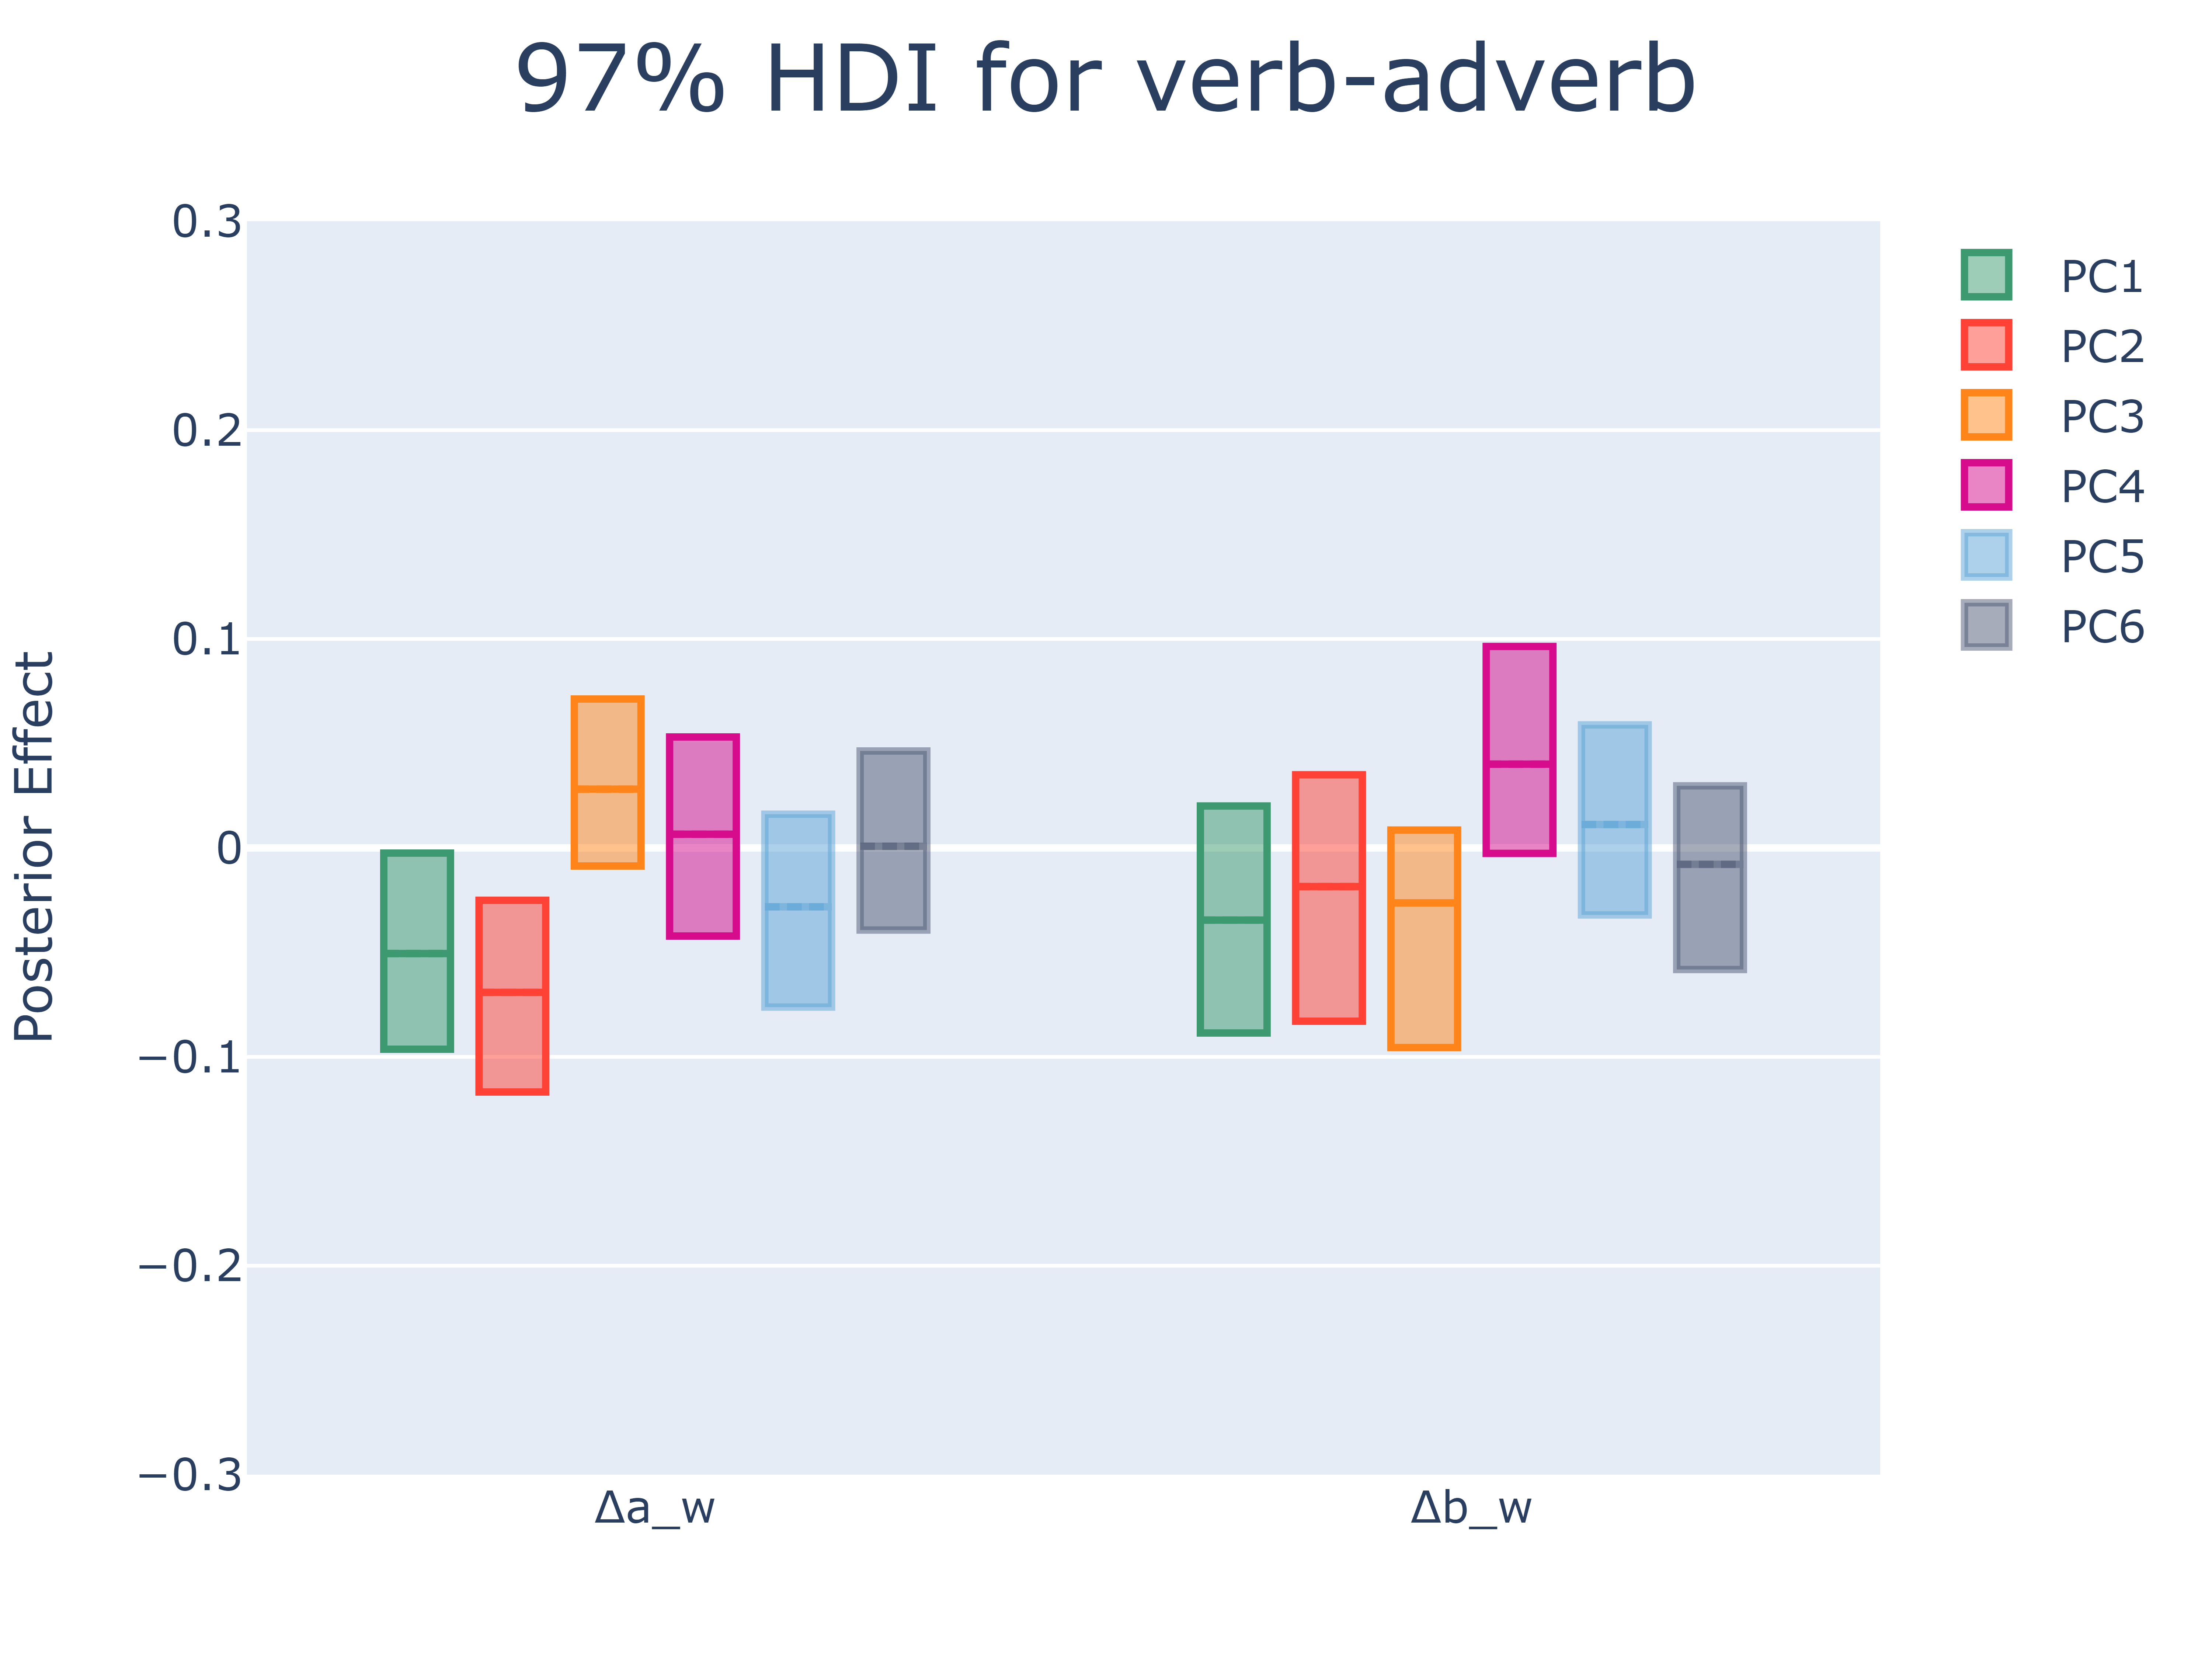 97% HDI for verb-adverb
Posterior Effect
0.3
0.2
0.1
0
−0.1
−0.2
−0.3
Δa_w
Δb_w
PC1
PC2
PC3
PC4
PC5
PC6